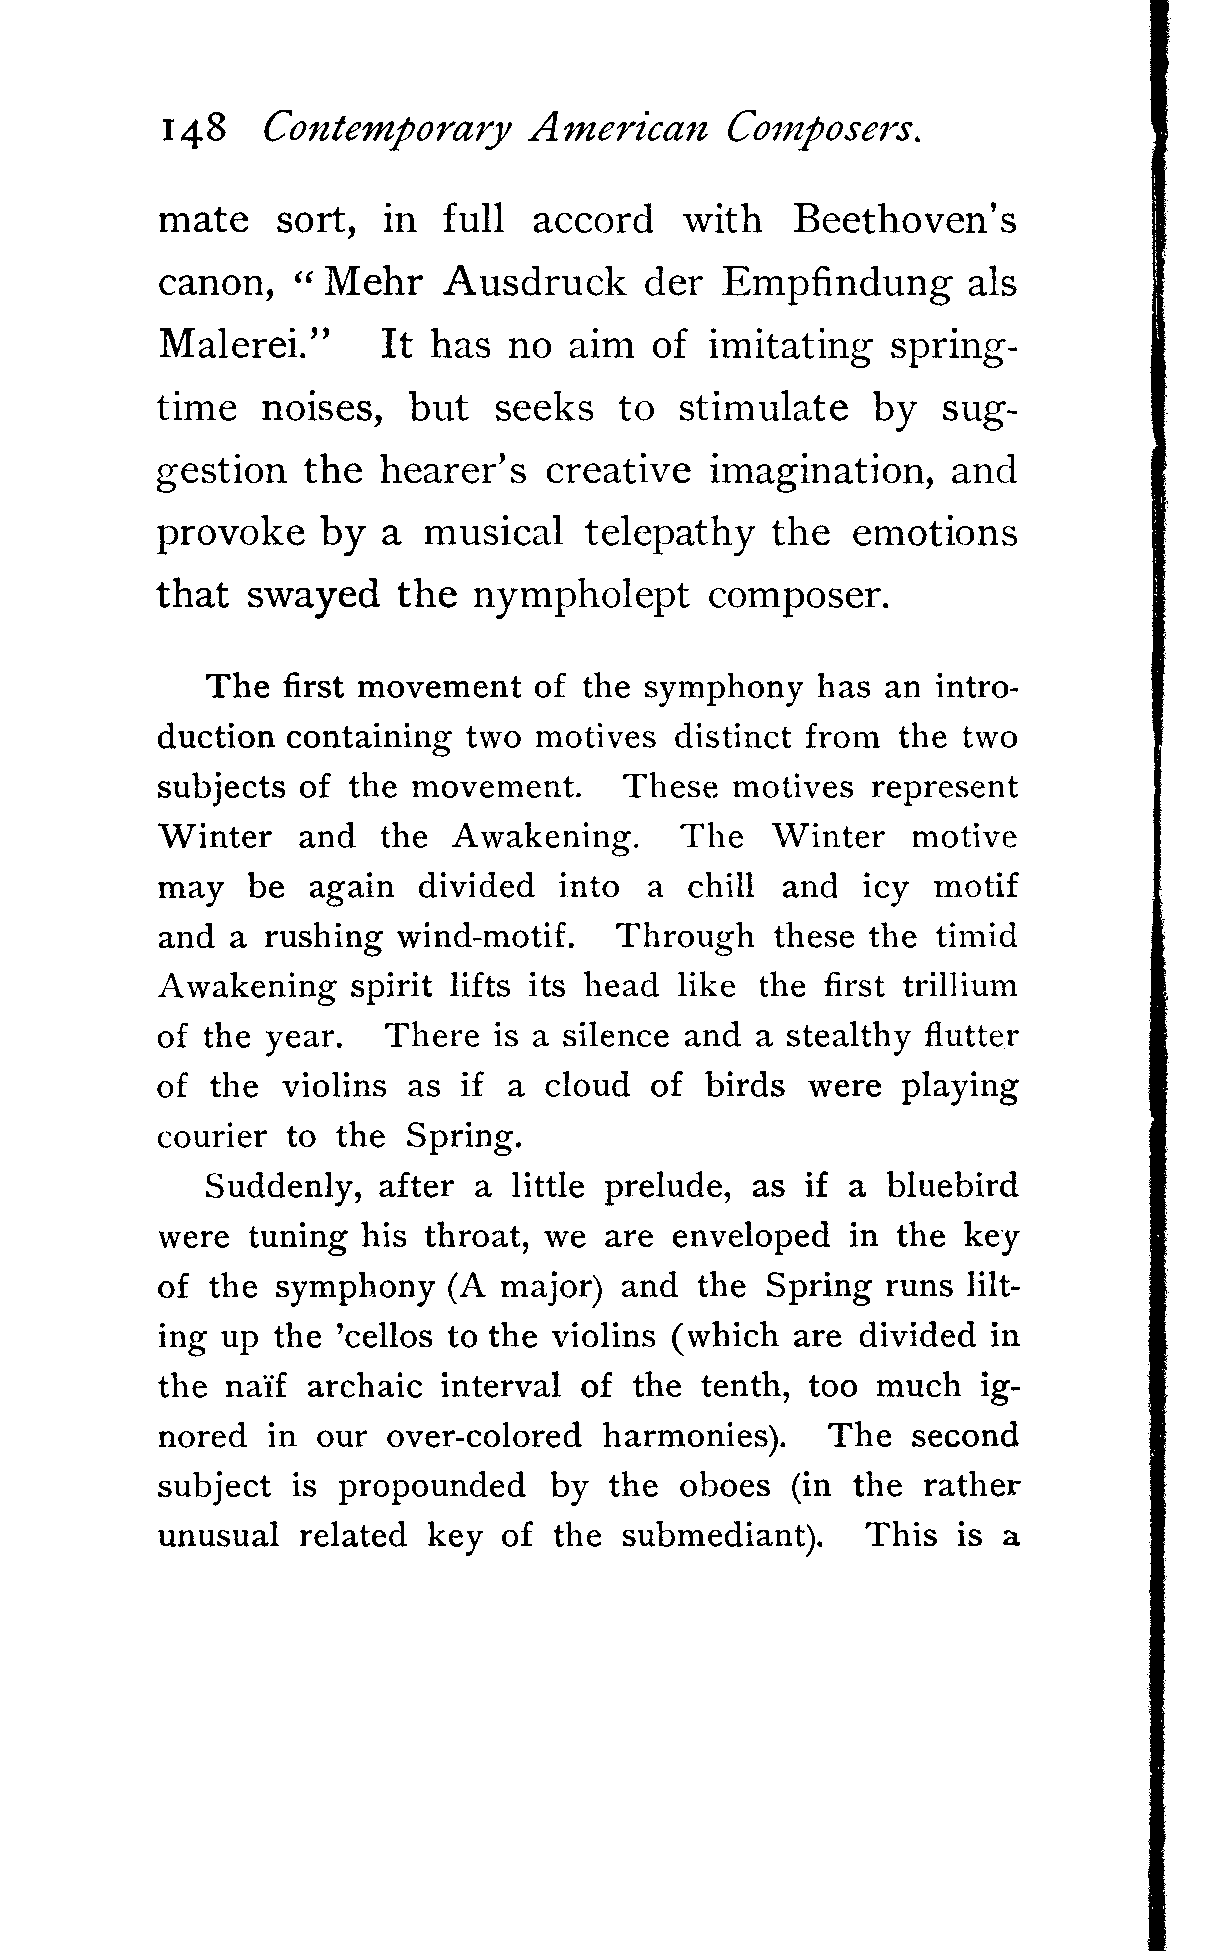 148 Contemporary American Composers.
mate sort, in full accord with Beethoven's
canon, "Mehr Ausdruck der Empfindung als
Malerei." It has no aim of imitating spring-
time noises, but seeks to stimulate by sug-
gestion the hearer's creative imagination, and
provoke by a musical telepathy the emotions
that swayed the nympholept composer.
The first movement of the symphony has an intro-
duction containing two motives distinct from the two
subjects of the movement. These motives represent
Winter and the Awakening. The Winter motive
may be again divided into a chill and icy motif
and a rushing wind-motif. Through these the timid
Awakening spirit lifts its head like the first trillium
of the year. There is a silence and a stealthy flutter
of the violins as if a cloud of birds were playing
courier to the Spring.
Suddenly, after a little prelude, as if a bluebird
were tuning his throat, we are enveloped in the key
of the symphony (A major) and the Spring runs lilt-
ing up the 'cellos to the violins (which are divided in
the naïf archaic interval of the tenth, too much ig-
nored in our over-colored harmonies). The second
subject is propounded by the oboes (in the rather
unusual related key of the submediant). This is a